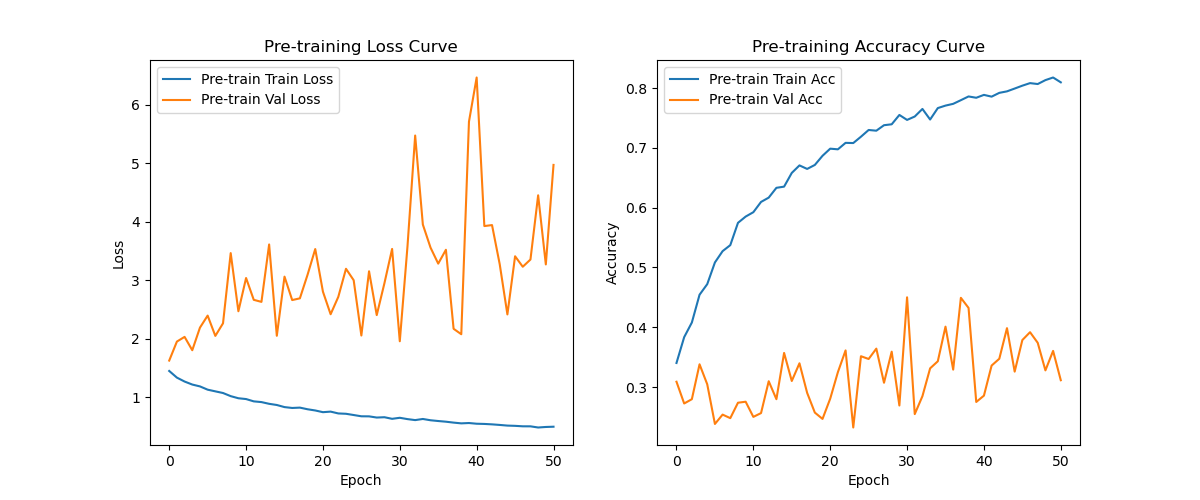 Pre-training Loss Curve
Pre-train Train Loss
Pre-train Val Loss
6
5
4
3
2
1
Loss
0
10
20
30
40
50
Epoch
Pre-training Accuracy Curve
Pre-train Train Acc
Pre-train Val Acc
0.8
0.7
0.6
0.5
0.4
0.3
Accuracy
0
10
20
30
40
50
Epoch